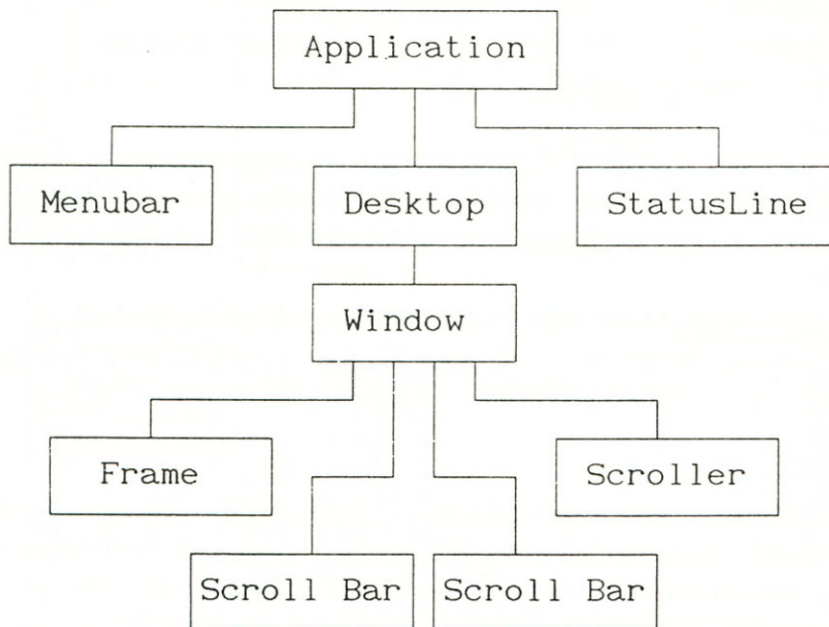 Application
Menubar
Desktop
StatusLine
Window
Frame
Scroller
Scroll Bar
Scroll Bar